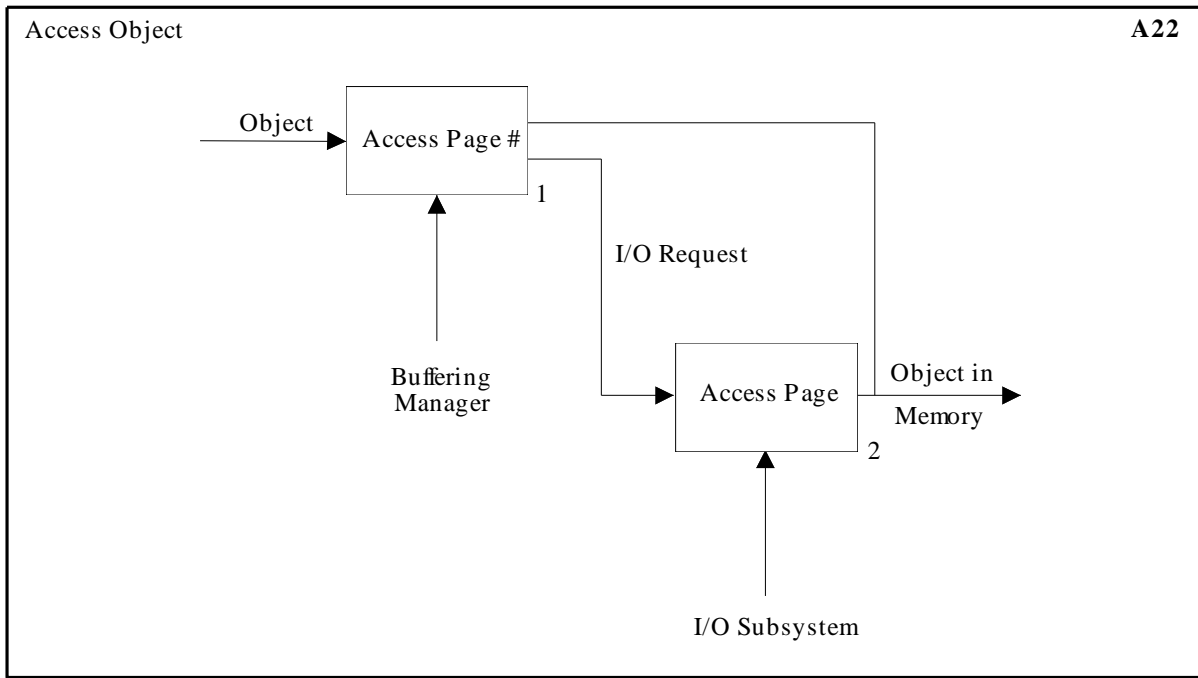 Access Object
A22
Object
Access Page #
1
I/O Request
Buffering
Manager
Access Page
2
Object in
Memory
I/O Subsystem